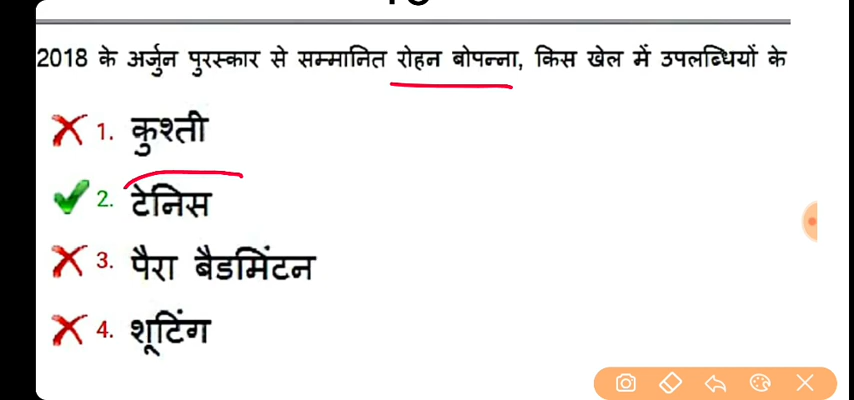 2018 के अर्जुन पुरस्कार से सम्मानित रोहन बोपन्ना, किस खेल में उपलब्धियों के
1. कुश्ती
2. टेनिस
3. पैरा बैडमिंटन
4. शूटिंग